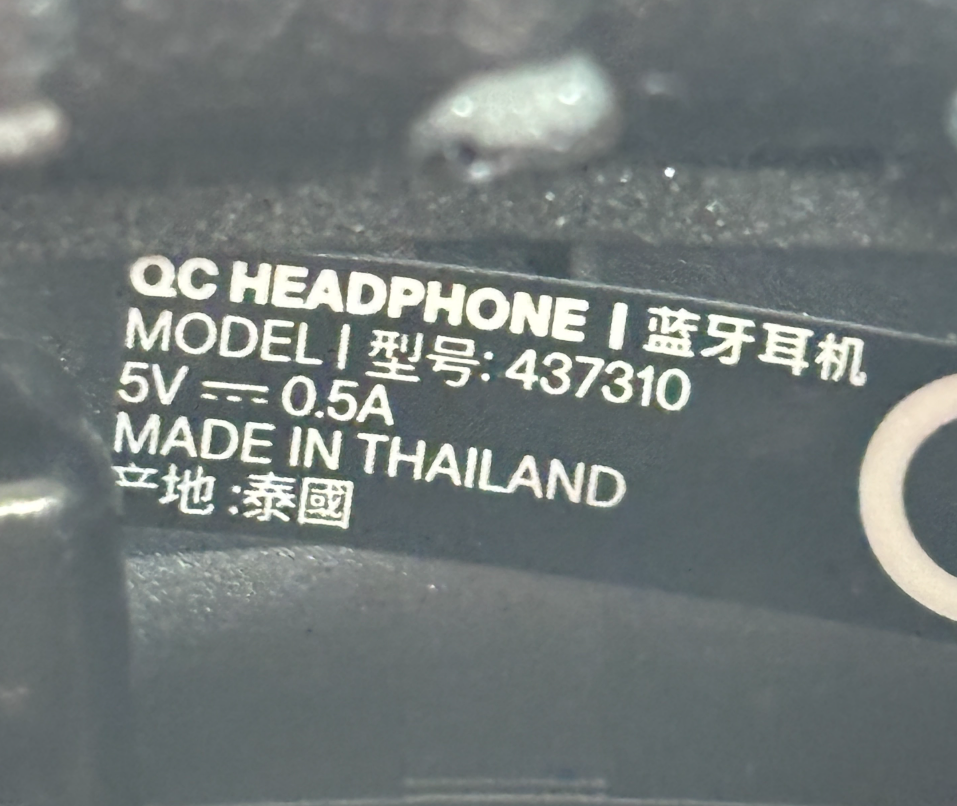 QC HEADPHONE | 蓝牙耳机
MODEL | 型号: 437310
5V ⎓ 0.5A
MADE IN THAILAND
产地 :泰國